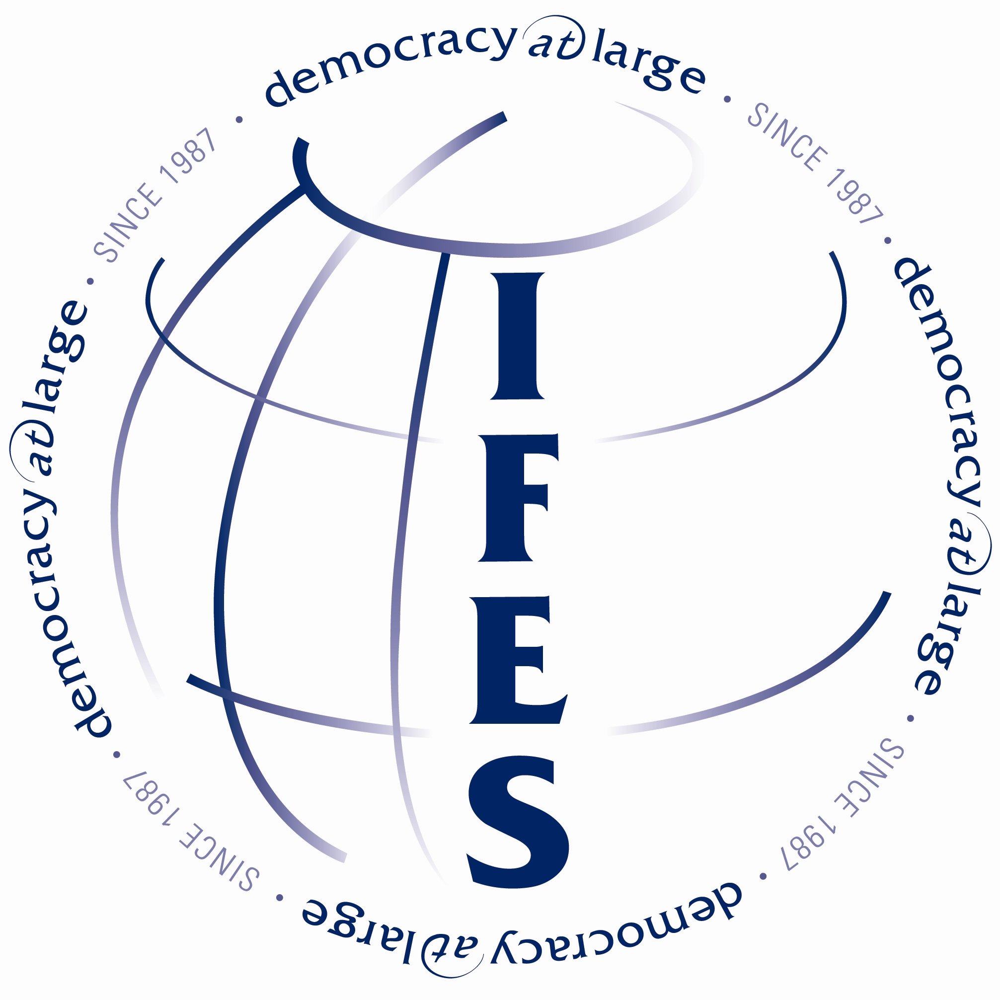 democracy at large • SINCE 1987 • democracy at large • SINCE 1987 • democracy at large • SINCE 1987 • democracy at large • SINCE 1987 •
I
F
E
S